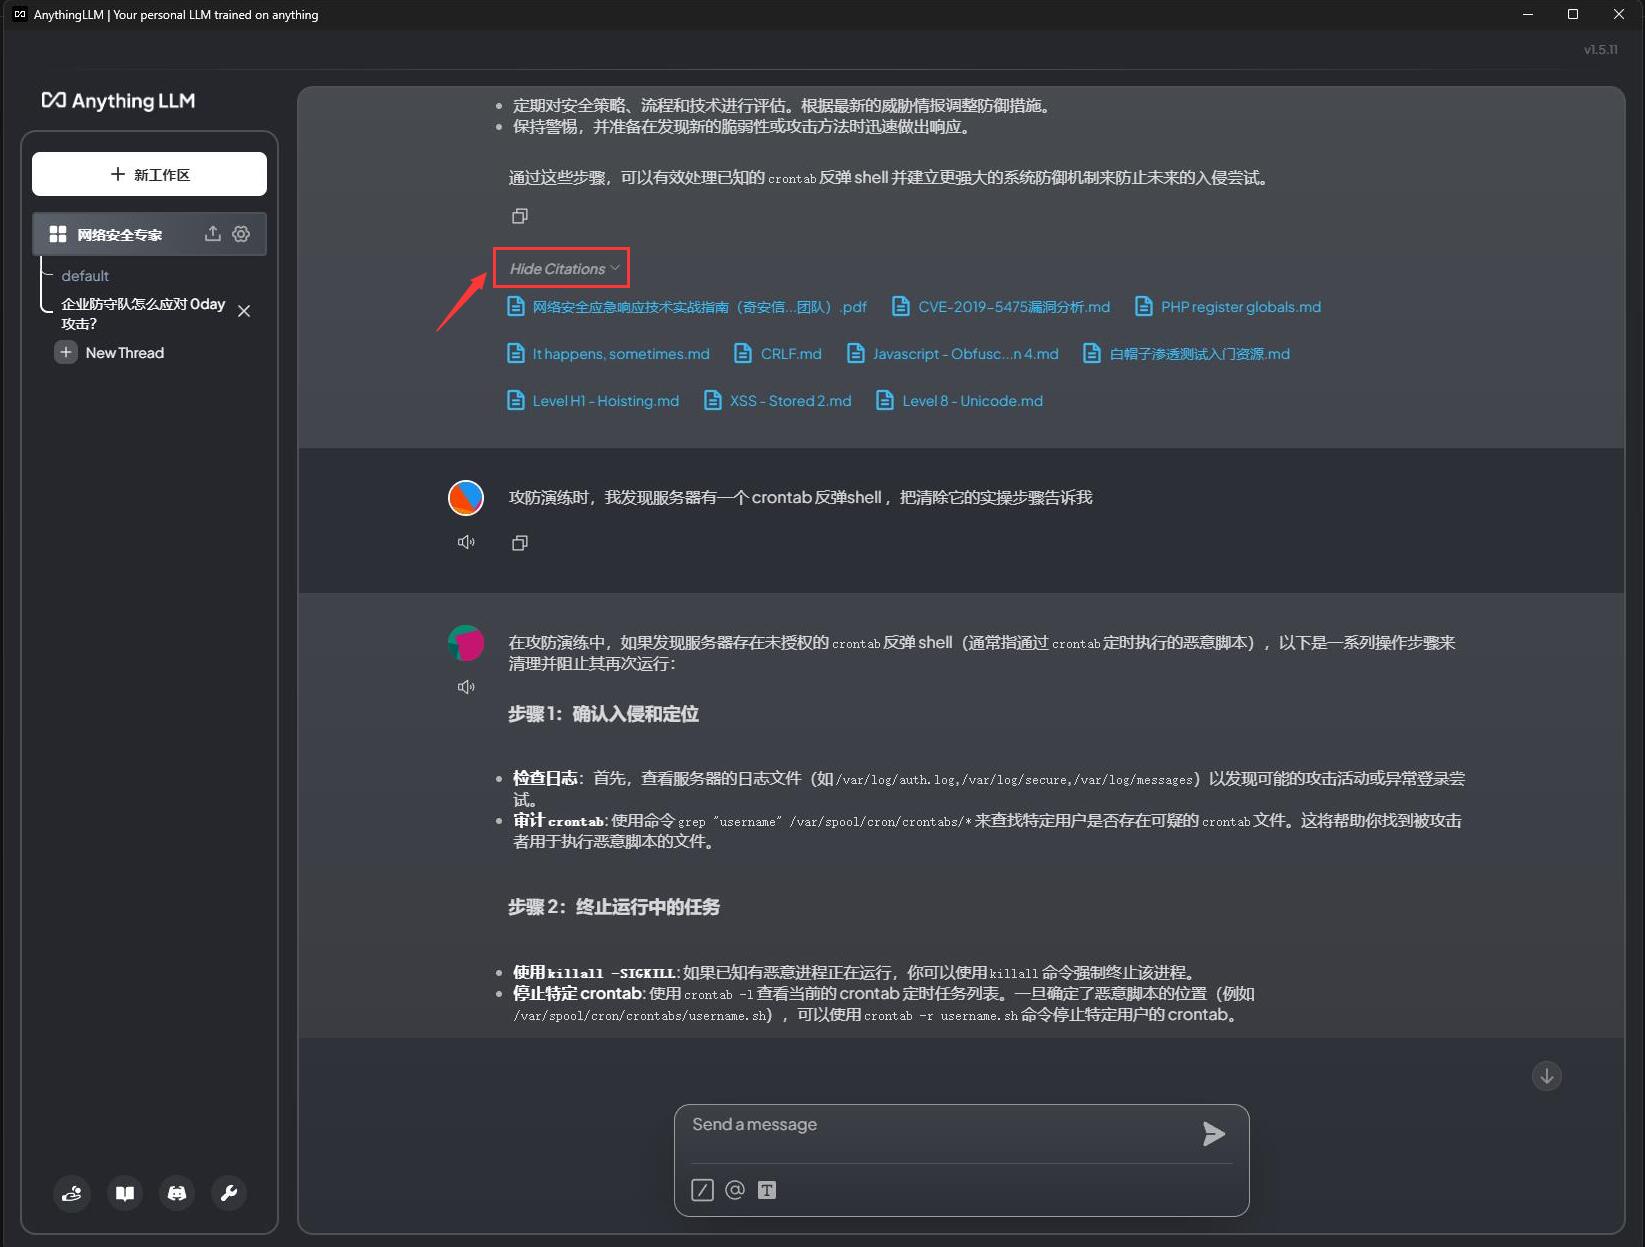 AnythingLLM | Your personal LLM trained on anything
v1.5.11
Anything LLM
新工作区
网络安全专家
default
企业防守队怎么应对 0day
攻击？
New Thread
定期对安全策略、流程和技术进行评估。根据最新的威胁情报调整防御措施。
保持警惕，并准备在发现新的脆弱性或攻击方法时迅速做出响应。
通过这些步骤，可以有效处理已知的 crontab 反弹 shell 并建立更强大的系统防御机制来防止未来的入侵尝试。
Hide Citations
网络安全应急响应技术实战指南（奇安信...团队）.pdf CVE-2019-5475漏洞分析.md PHP register globals.md
It happens, sometimes.md CRLF.md Javascript - Obfusc...n 4.md 白帽子渗透测试入门资源.md
Level H1 - Hoisting.md XSS - Stored 2.md Level 8 - Unicode.md
攻防演练时，我发现服务器有一个 crontab 反弹shell ，把清除它的实操步骤告诉我
在攻防演练中，如果发现服务器存在未授权的 crontab 反弹 shell（通常指通过 crontab 定时执行的恶意脚本），以下是一系列操作步骤来
清理并阻止其再次运行：
步骤 1：确认入侵和定位
检查日志：首先，查看服务器的日志文件（如 /var/log/auth.log,/var/log/secure,/var/log/messages）以发现可能的攻击活动或异常登录尝
试。
审计 crontab: 使用命令 grep "username" /var/spool/cron/crontabs/* 来查找特定用户是否存在可疑的 crontab 文件。这将帮助你找到被攻击
者用于执行恶意脚本的文件。
步骤 2：终止运行中的任务
使用 killall -SIGKILL: 如果已知有恶意进程正在运行，你可以使用 killall 命令强制终止该进程。
停止特定 crontab: 使用 crontab -l 查看当前的 crontab 定时任务列表。一旦确定了恶意脚本的位置（例如
/var/spool/cron/crontabs/username.sh），可以使用 crontab -r username.sh 命令停止特定用户的 crontab。
Send a message